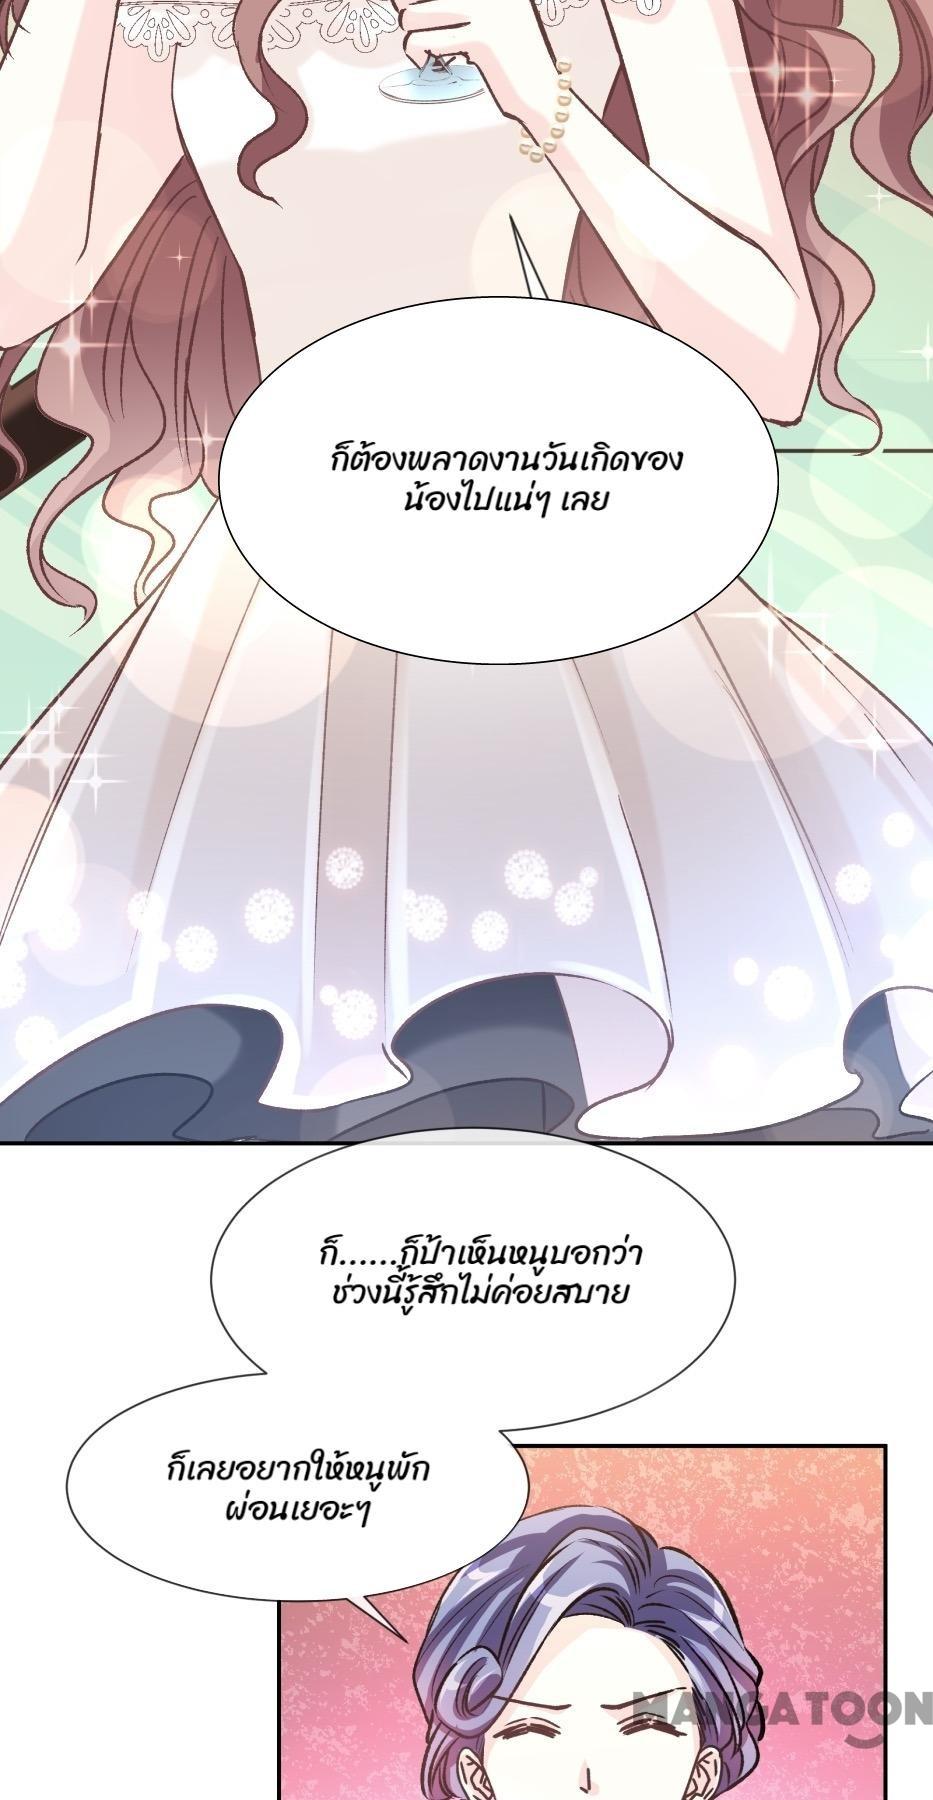 ก็ต้องพลาดงานวันเกิดของ
น้องไปแน่ๆ เลย
ก็......ก็ป้าเห็นหนูบอกว่า
ช่วงนี้รู้สึกไม่ค่อยสบาย
ก็เลยอยากให้หนูพัก
ผ่อนเยอะๆ
MANGATOON